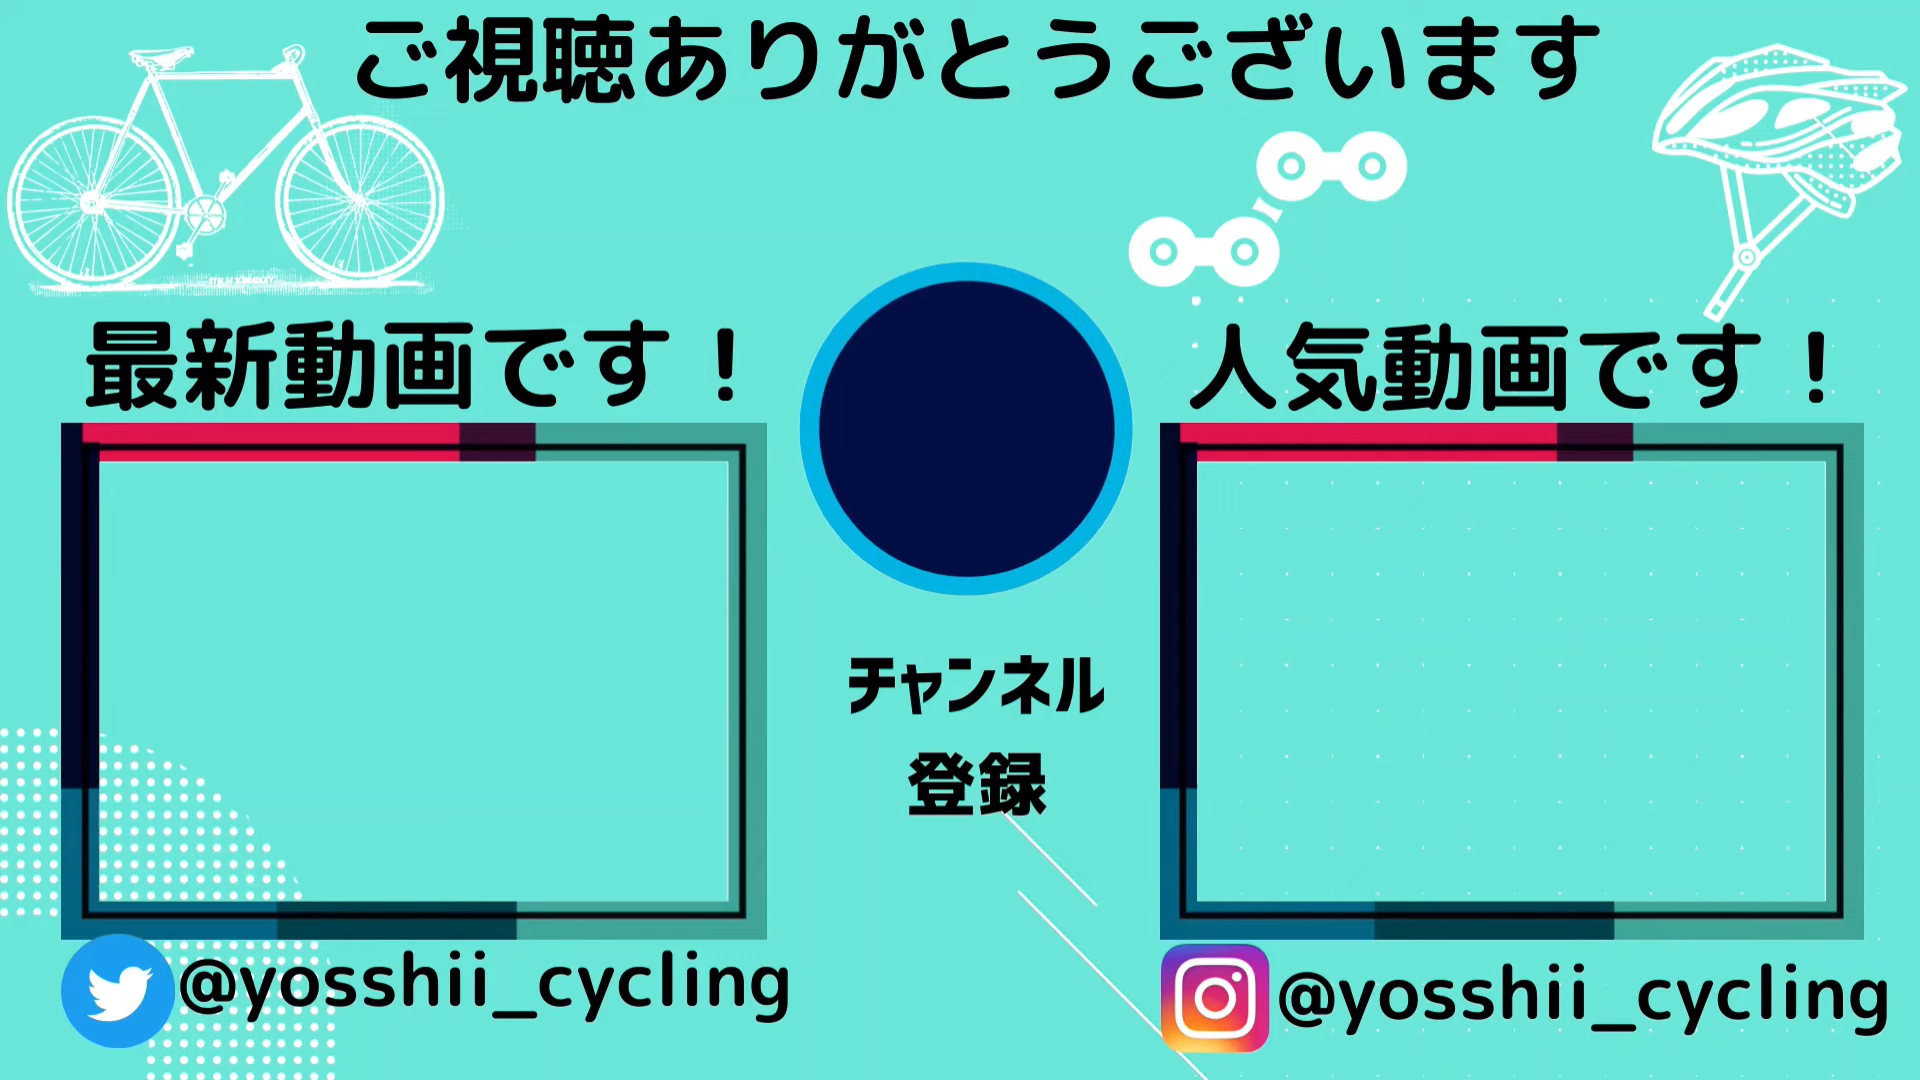 ご視聴ありがとうございます
最新動画です！
人気動画です！
チャンネル
登録
@yosshii_cycling
@yosshii_cycling